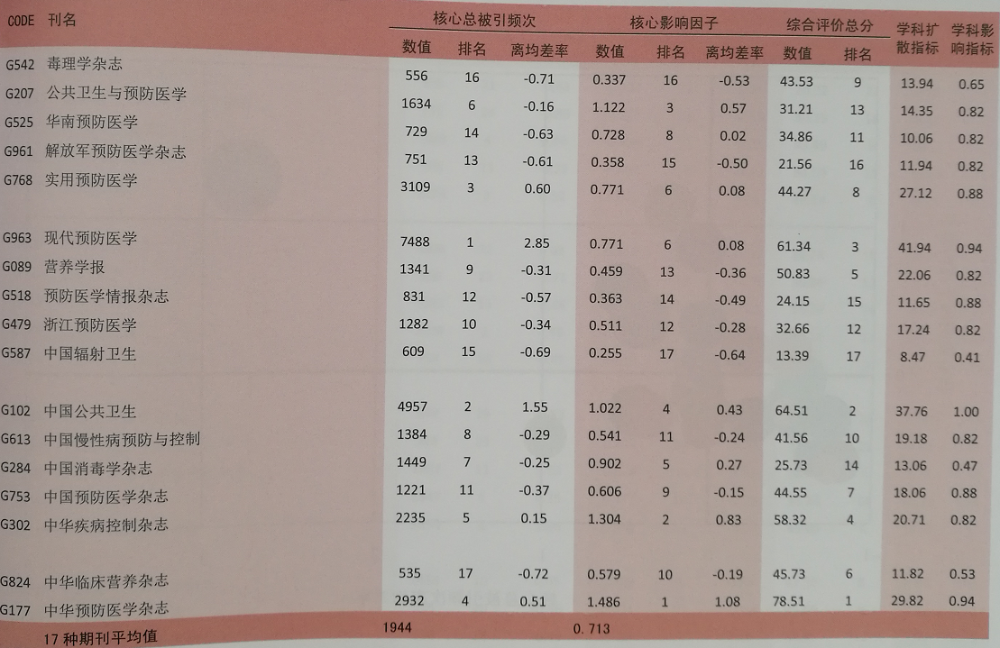 CODE 刊名 核心总被引频次 核心影响因子 综合评价总分 学科扩散指标 学科影响指标
数值 排名 离均差率 数值 排名 离均差率 数值 排名
G542 毒理学杂志 556 16 -0.71 0.337 16 -0.53 43.53 9 13.94 0.65
G207 公共卫生与预防医学 1634 6 -0.16 1.122 3 0.57 31.21 13 14.35 0.82
G525 华南预防医学 729 14 -0.63 0.728 8 0.02 34.86 11 10.06 0.82
G961 解放军预防医学杂志 751 13 -0.61 0.358 15 -0.50 21.56 16 11.94 0.82
G768 实用预防医学 3109 3 0.60 0.771 6 0.08 44.27 8 27.12 0.88
G963 现代预防医学 7488 1 2.85 0.771 6 0.08 61.34 3 41.94 0.94
G089 营养学报 1341 9 -0.31 0.459 13 -0.36 50.83 5 22.06 0.82
G518 预防医学情报杂志 831 12 -0.57 0.363 14 -0.49 24.15 15 11.65 0.88
G479 浙江预防医学 1282 10 -0.34 0.511 12 -0.28 32.66 12 17.24 0.82
G587 中国辐射卫生 609 15 -0.69 0.255 17 -0.64 13.39 17 8.47 0.41
G102 中国公共卫生 4957 2 1.55 1.022 4 0.43 64.51 2 37.76 1.00
G613 中国慢性病预防与控制 1384 8 -0.29 0.541 11 -0.24 41.56 10 19.18 0.82
G284 中国消毒学杂志 1449 7 -0.25 0.902 5 0.27 25.73 14 13.06 0.47
G753 中国预防医学杂志 1221 11 -0.37 0.606 9 -0.15 44.55 7 18.06 0.88
G302 中华疾病控制杂志 2235 5 0.15 1.304 2 0.83 58.32 4 20.71 0.82
G824 中华临床营养杂志 535 17 -0.72 0.579 10 -0.19 45.73 6 11.82 0.53
G177 中华预防医学杂志 2932 4 0.51 1.486 1 1.08 78.51 1 29.82 0.94
17种期刊平均值 1944 0.713